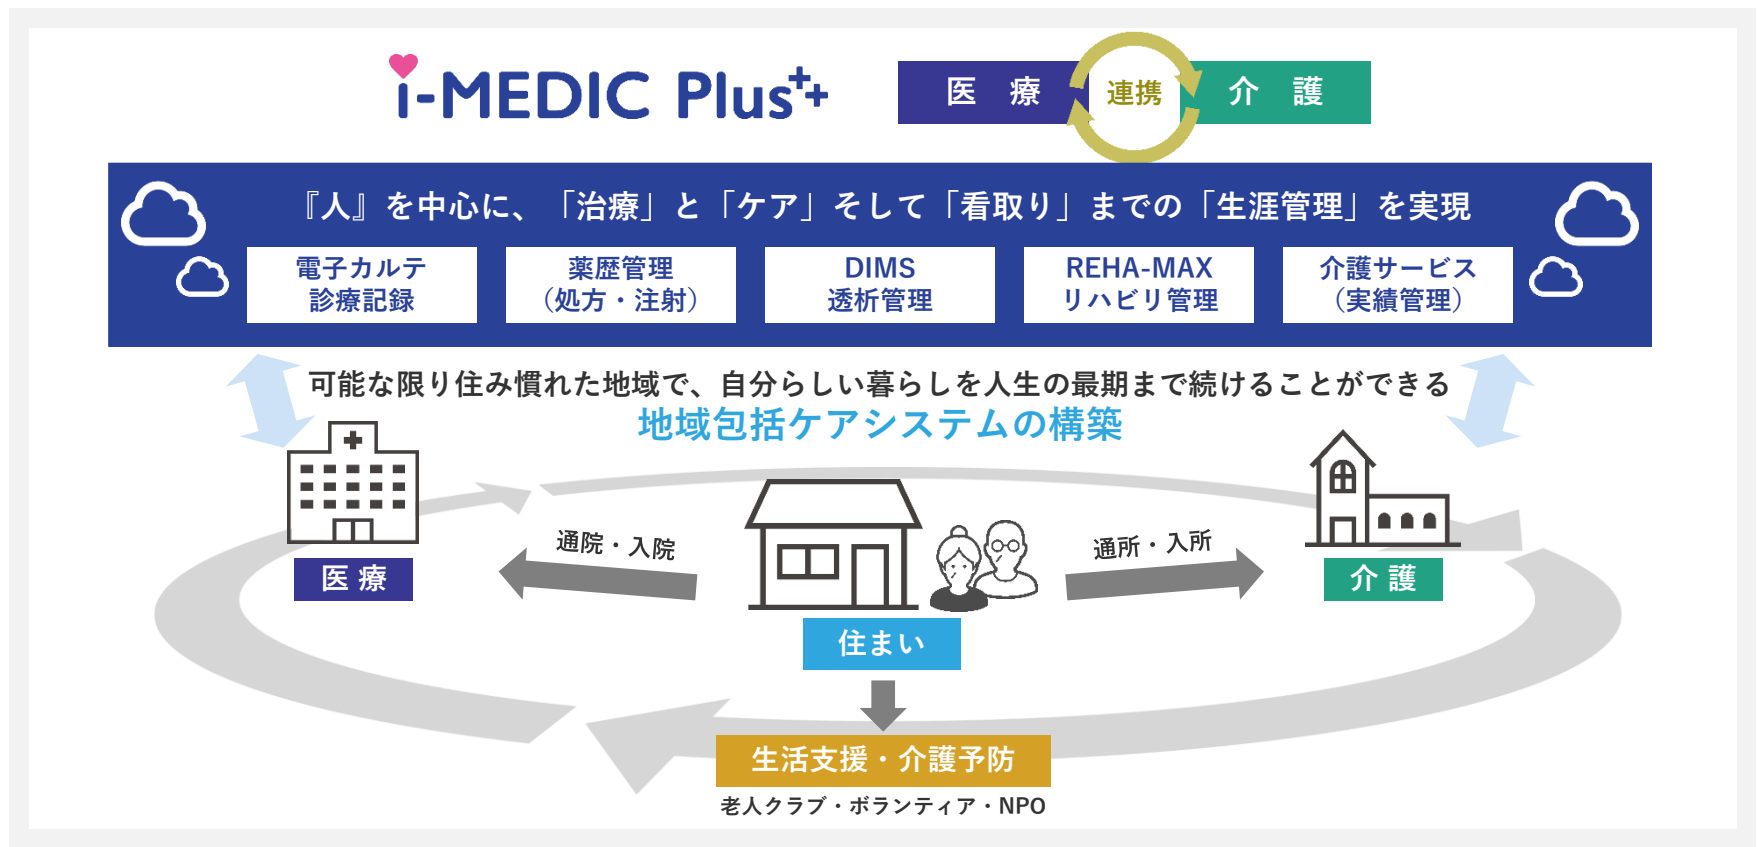 i-MEDIC Plus++
医療
連携
介護
『人』を中心に、「治療」と「ケア」そして「看取り」までの「生涯管理」を実現
電子カルテ
診療記録
薬歴管理
（処方・注射）
DIMS
透析管理
REHA-MAX
リハビリ管理
介護サービス
（実績管理）
可能な限り住み慣れた地域で、自分らしい暮らしを人生の最期まで続けることができる
地域包括ケアシステムの構築
通院・入院
通所・入所
医療
介護
住まい
生活支援・介護予防
老人クラブ・ボランティア・NPO